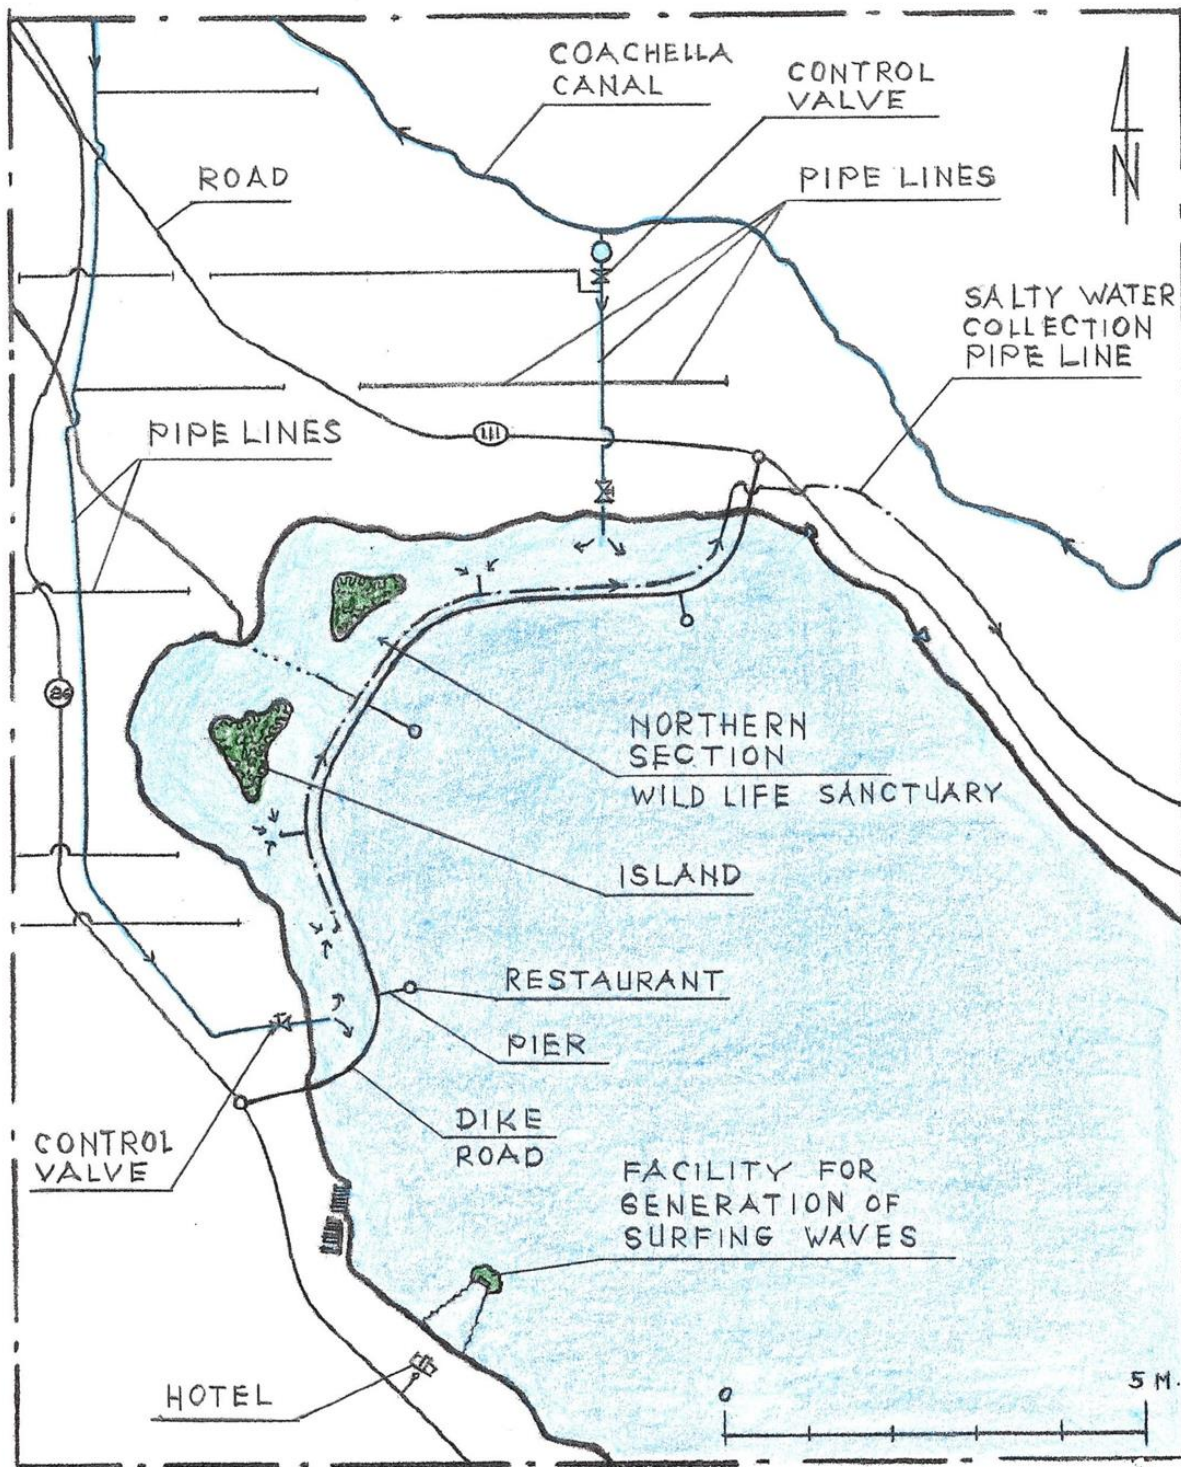 COACHELLA
CANAL
CONTROL
VALVE
N
ROAD
PIPE LINES
SALTY WATER
COLLECTION
PIPE LINE
PIPE LINES
111
86
NORTHERN
SECTION
WILD LIFE SANCTUARY
ISLAND
RESTAURANT
PIER
DIKE
ROAD
CONTROL
VALVE
FACILITY FOR
GENERATION OF
SURFING WAVES
HOTEL
0
5 M.